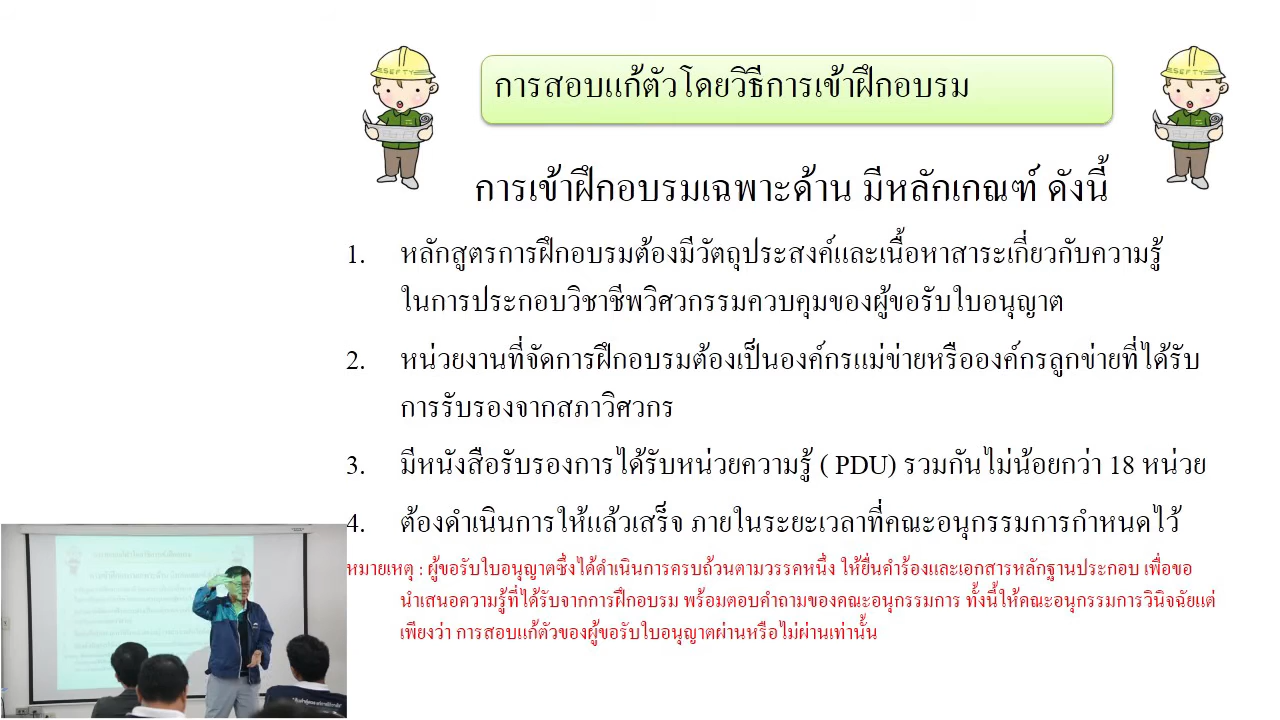 SEFTY
SEFTY
การสอบแก้ตัวโดยวิธีการเข้าฝึกอบรม
การเข้าฝึกอบรมเฉพาะด้าน มีหลักเกณฑ์ ดังนี้
1. หลักสูตรการฝึกอบรมต้องมีวัตถุประสงค์และเนื้อหาสาระเกี่ยวกับความรู้
ในการประกอบวิชาชีพวิศวกรรมควบคุมของผู้ขอรับใบอนุญาต
2. หน่วยงานที่จัดการฝึกอบรมต้องเป็นองค์กรแม่ข่ายหรือองค์กรลูกข่ายที่ได้รับ
การรับรองจากสภาวิศวกร
3. มีหนังสือรับรองการได้รับหน่วยความรู้ ( PDU) รวมกันไม่น้อยกว่า 18 หน่วย
4. ต้องดำเนินการให้แล้วเสร็จ ภายในระยะเวลาที่คณะอนุกรรมการกำหนดไว้
หมายเหตุ : ผู้ขอรับใบอนุญาตซึ่งได้ดำเนินการครบถ้วนตามวรรคหนึ่ง ให้ยื่นคำร้องและเอกสารหลักฐานประกอบ เพื่อขอ
นำเสนอความรู้ที่ได้รับจากการฝึกอบรม พร้อมตอบคำถามของคณะอนุกรรมการ ทั้งนี้ให้คณะอนุกรรมการวินิจฉัยแต่
เพียงว่า การสอบแก้ตัวของผู้ขอรับใบอนุญาตผ่านหรือไม่ผ่านเท่านั้น